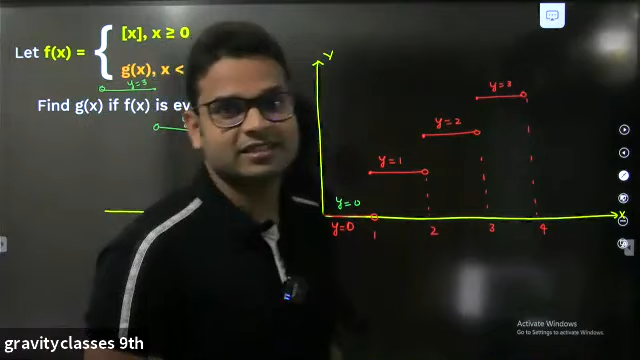 [x], x ≥ 0
Let f(x) = {
g(x), x <
y=3
Find g(x) if f(x) is ev
Y
y=3
y=2
y=1
y=0
y=0
1
2
3
4
X
Activate Windows
Go to Settings to activate Windows.
gravityclasses 9th